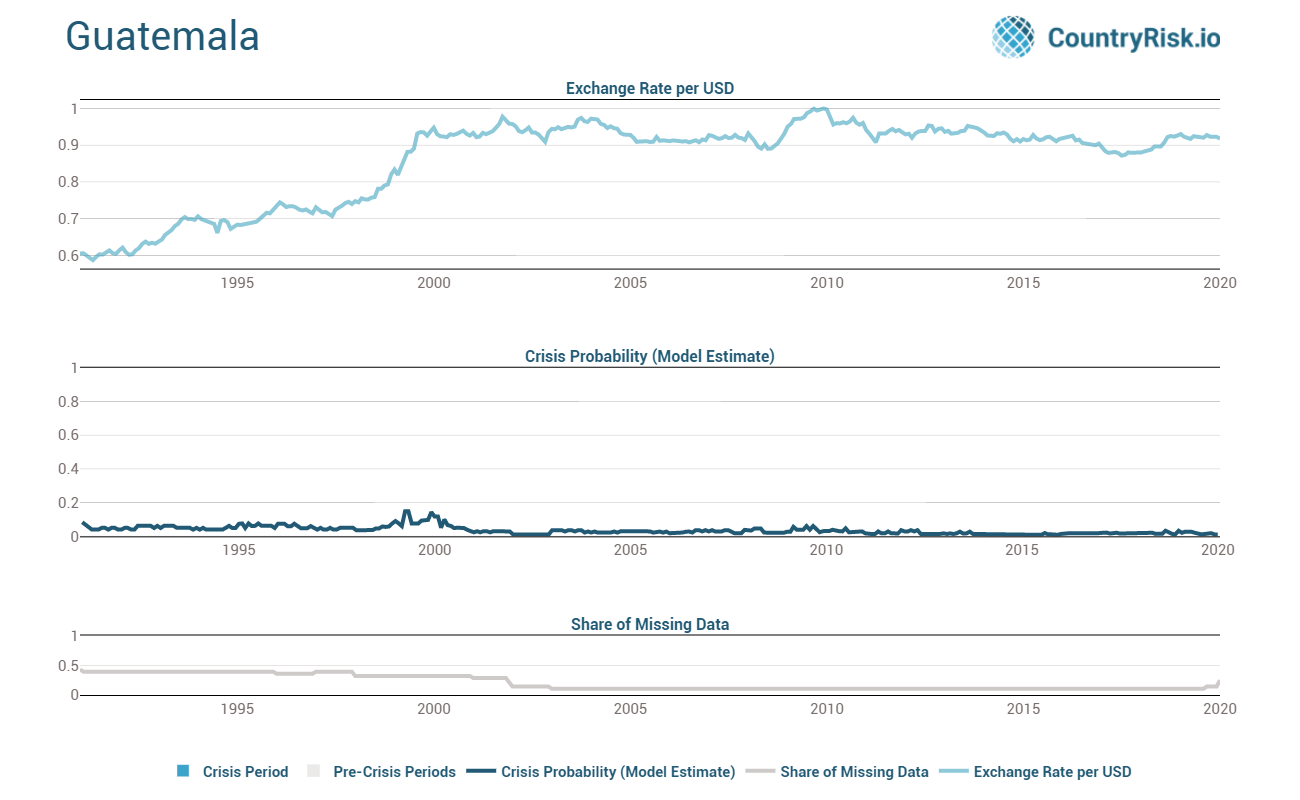 Guatemala
CountryRisk.io
Exchange Rate per USD
1
0.9
0.8
0.7
0.6
1995 2000 2005 2010 2015 2020
Crisis Probability (Model Estimate)
1
0.8
0.6
0.4
0.2
0
1995 2000 2005 2010 2015 2020
Share of Missing Data
1
0.5
0
1995 2000 2005 2010 2015 2020
Crisis Period Pre-Crisis Periods Crisis Probability (Model Estimate) Share of Missing Data Exchange Rate per USD